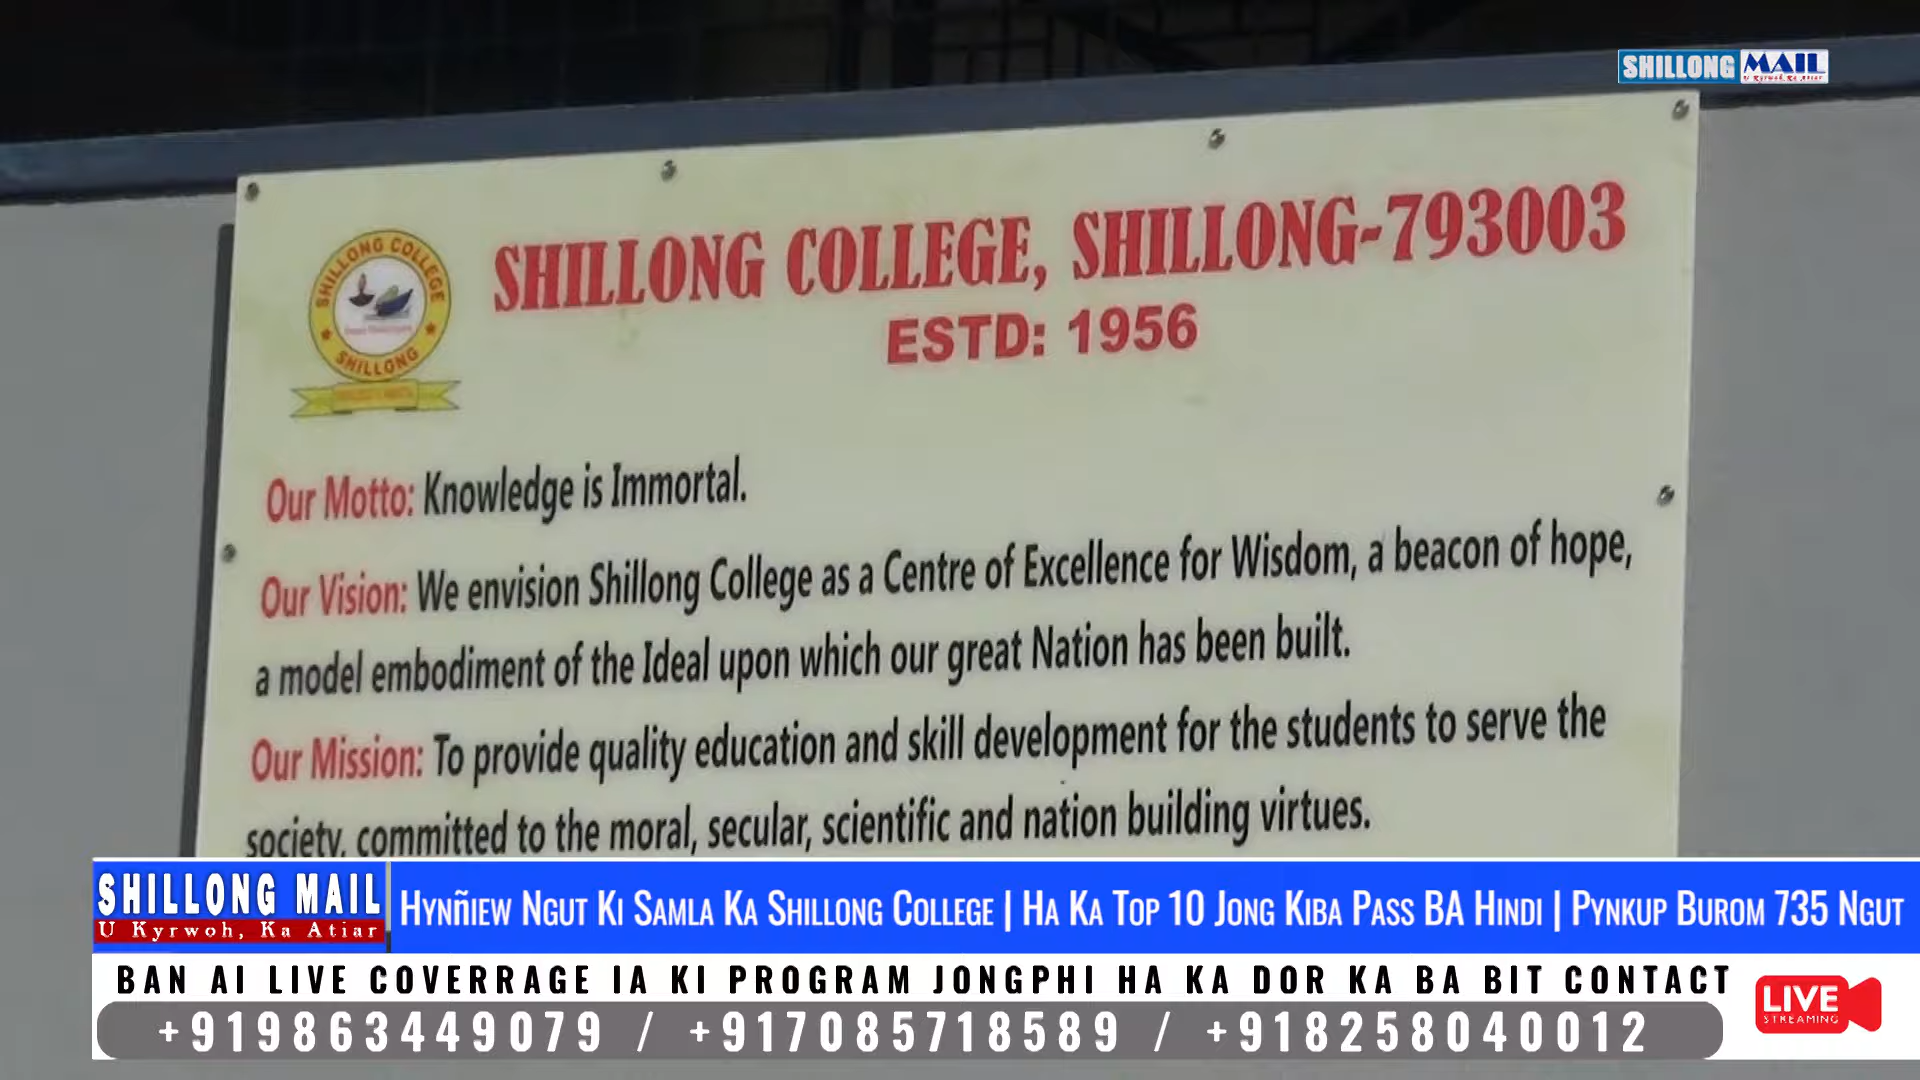 SHILLONG MAIL
U Kyrwoh, Ka Atiar
SHILLONG COLLEGE
SHILLONG
SHILLONG COLLEGE, SHILLONG-793003
ESTD: 1956
Our Motto: Knowledge is Immortal.
Our Vision: We envision Shillong College as a Centre of Excellence for Wisdom, a beacon of hope,
a model embodiment of the Ideal upon which our great Nation has been built.
Our Mission: To provide quality education and skill development for the students to serve the
society, committed to the moral, secular, scientific and nation building virtues.
SHILLONG MAIL
U Kyrwoh, Ka Atiar
Hynñiew Ngut Ki Samla Ka Shillong College | Ha Ka Top 10 Jong Kiba Pass BA Hindi | Pynkup Burom 735 Ngut
BAN AI LIVE COVERRAGE IA KI PROGRAM JONGPHI HA KA DOR KA BA BIT CONTACT
+919863449079 / +917085718589 / +918258040012
LIVE
STREAMING